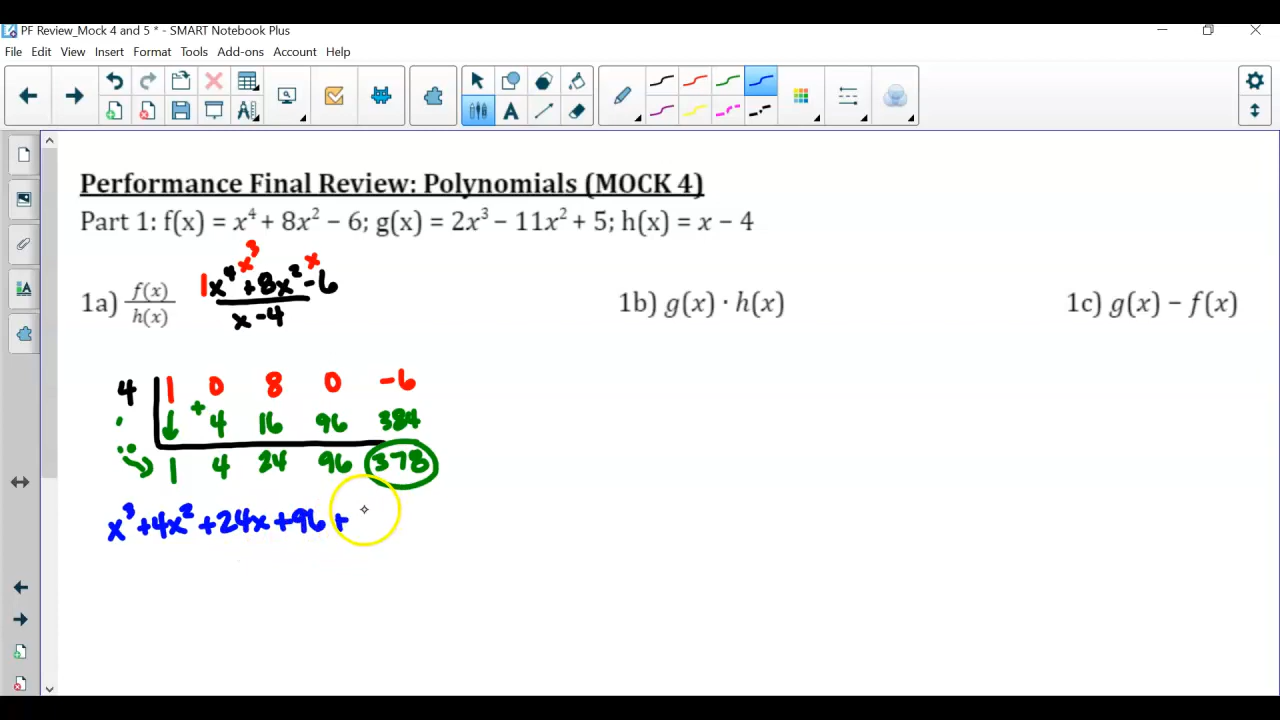 PF Review_Mock 4 and 5 * - SMART Notebook Plus
File Edit View Insert Format Tools Add-ons Account Help
Performance Final Review: Polynomials (MOCK 4)
Part 1: f(x) = x⁴ + 8x² − 6; g(x) = 2x³ − 11x² + 5; h(x) = x − 4
1a) f(x)/h(x) 1x⁴ x³ +8x² x -6 / x-4 1b) g(x) · h(x) 1c) g(x) − f(x)
4 1 0 8 0 -6
+ 4 16 96 384
1 4 24 96 378
x³+4x²+24x+96+